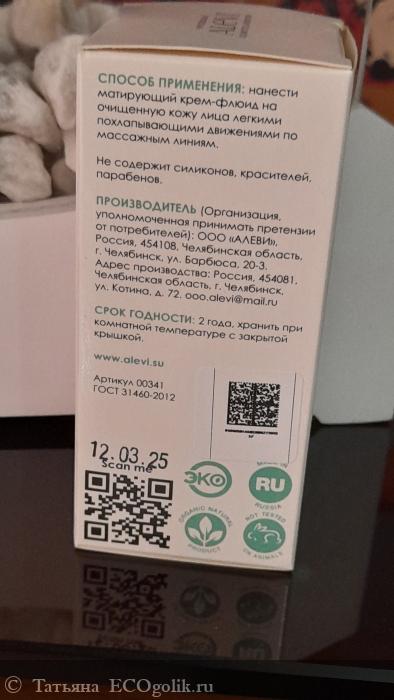 ALEVI
СПОСОБ ПРИМЕНЕНИЯ: нанести
матирующий крем-флюид на
очищенную кожу лица легкими
похлапывающими движениями по
массажным линиям.
Не содержит силиконов, красителей,
парабенов.
ПРОИЗВОДИТЕЛЬ (Организация,
уполномоченная принимать претензии
от потребителей): ООО «АЛЕВИ»,
Россия, 454108, Челябинская область,
г. Челябинск, ул. Барбюса, 20-3.
Адрес производства: Россия, 454081,
Челябинская область, г. Челябинск,
ул. Котина, д. 72. ooo.alevi@mail.ru
СРОК ГОДНОСТИ: 2 года, хранить при
комнатной температуре с закрытой
крышкой.
www.alevi.su
Артикул 00341
ГОСТ 31460-2012
12.03.25
Scan me
ЭКО
RU
RUSSIA
ORGANIC NATURAL
PRODUCT
NOT TESTED
ON ANIMALS
© Татьяна ECOgolik.ru